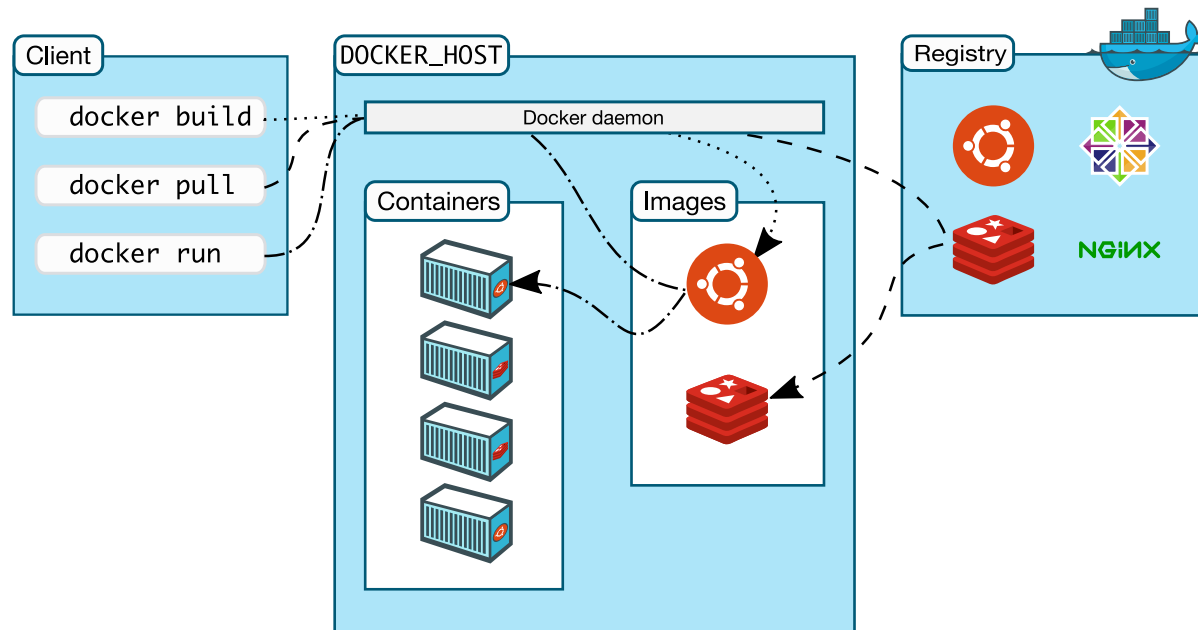 Client
docker build
docker pull
docker run
DOCKER_HOST
Docker daemon
Containers
Images
Registry
NGINX